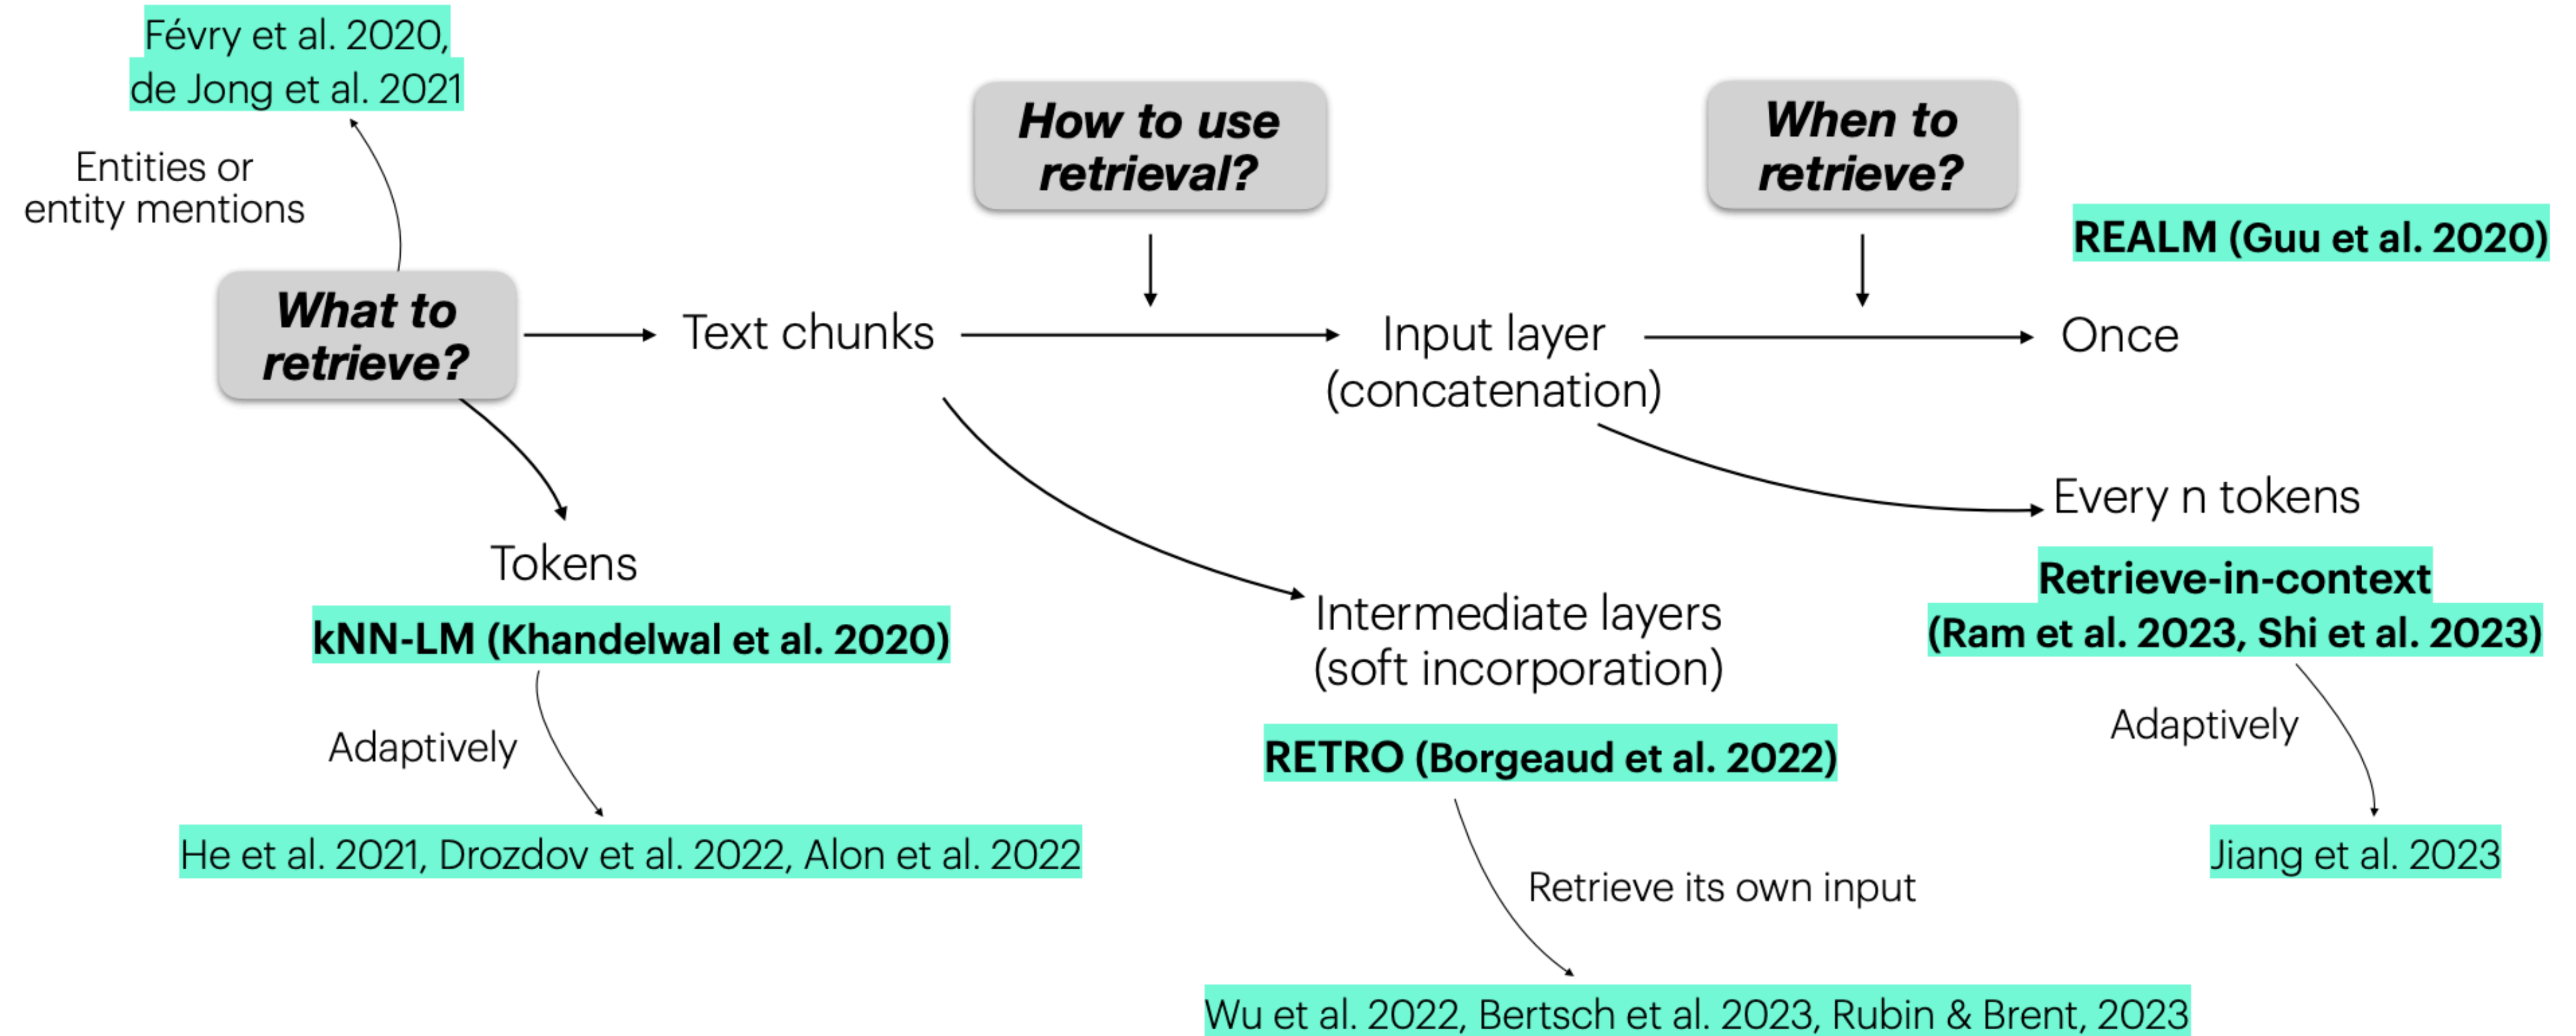 Févry et al. 2020,
de Jong et al. 2021
Entities or
entity mentions
What to
retrieve?
Text chunks
How to use
retrieval?
Input layer
(concatenation)
When to
retrieve?
REALM (Guu et al. 2020)
Once
Every n tokens
Retrieve-in-context
(Ram et al. 2023, Shi et al. 2023)
Adaptively
Jiang et al. 2023
Intermediate layers
(soft incorporation)
RETRO (Borgeaud et al. 2022)
Retrieve its own input
Wu et al. 2022, Bertsch et al. 2023, Rubin & Brent, 2023
Tokens
kNN-LM (Khandelwal et al. 2020)
Adaptively
He et al. 2021, Drozdov et al. 2022, Alon et al. 2022